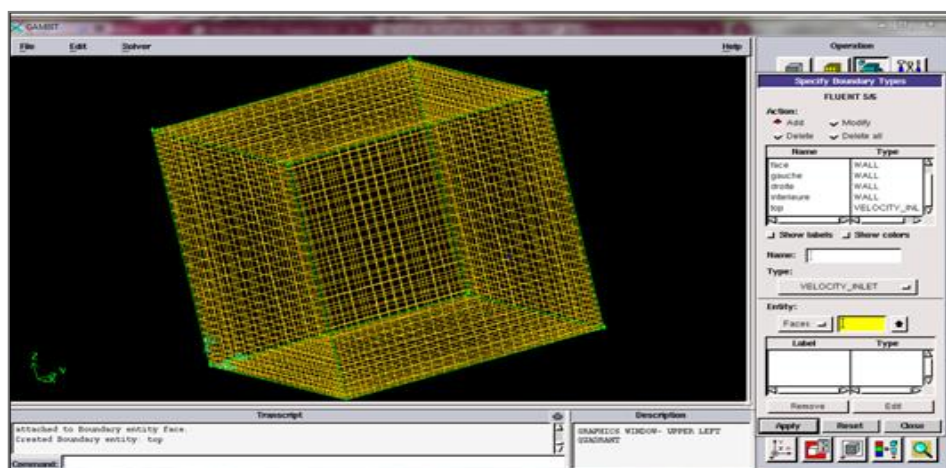 GAMBIT
File Edit Solver Help
Operation
Specify Boundary Types
FLUENT 5/6
Action:
Add Modify
Delete Delete all
Name Type
face WALL
gauche WALL
droite WALL
interieure WALL
top VELOCITY_INL
Show labels Show colors
Name:
Type:
VELOCITY_INLET
Entity:
Faces
Label Type
Remove Edit
Apply Reset Close
Z
Y
Transcript
attached to Boundary entity face.
Created Boundary entity top
Command:
Description
GRAPHICS WINDOW- UPPER LEFT
QUADRANT